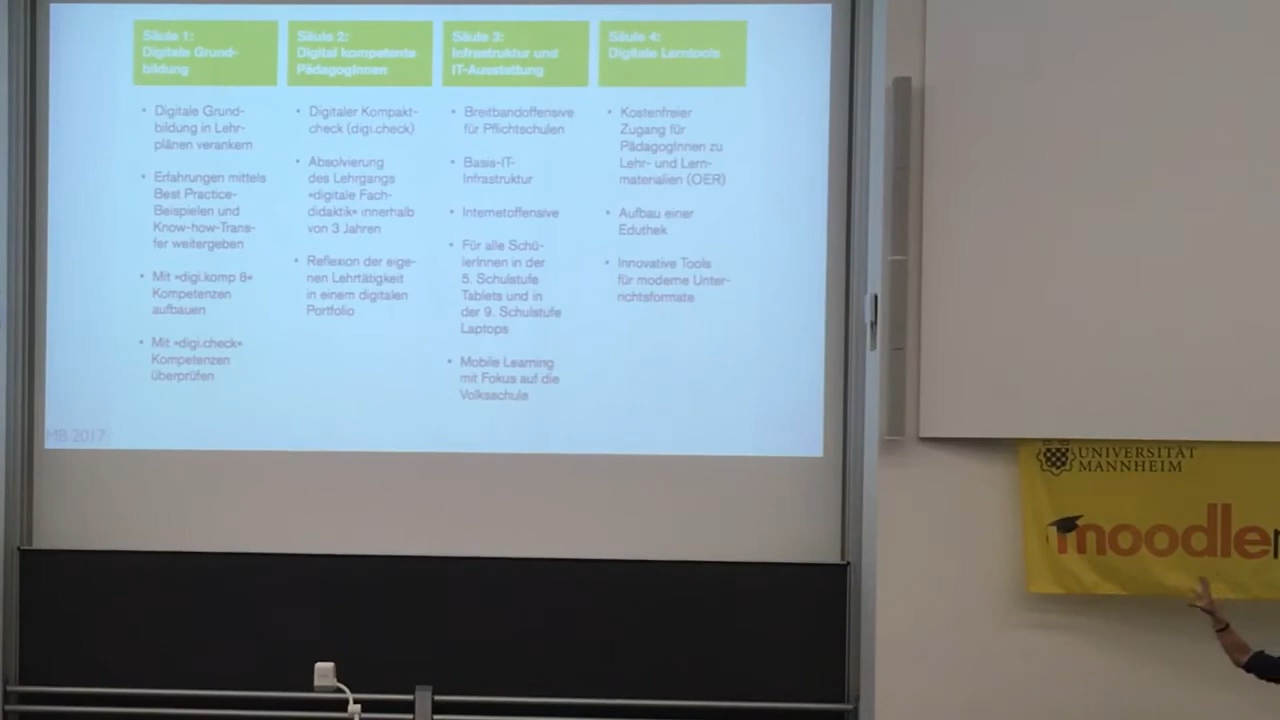 Säule 1:
Digitale Grund-
bildung
• Digitale Grund-
bildung in Lehr-
plänen verankern
• Erfahrungen mittels
Best Practice-
Beispielen und
Know-how-Trans-
fer weitergeben
• Mit »digi.komp 8«
Kompetenzen
aufbauen
• Mit »digi.check«
Kompetenzen
überprüfen
Säule 2:
Digital kompetente
PädagogInnen
• Digitaler Kompakt-
check (digi.check)
• Absolvierung
des Lehrgangs
»digitale Fach-
didaktik« innerhalb
von 3 Jahren
• Reflexion der eige-
nen Lehrtätigkeit
in einem digitalen
Portfolio
Säule 3:
Infrastruktur und
IT-Ausstattung
• Breitbandoffensive
für Pflichtschulen
• Basis-IT-
Infrastruktur
• Internetoffensive
• Für alle Schü-
lerInnen in der
5. Schulstufe
Tablets und in
der 9. Schulstufe
Laptops
• Mobile Learning
mit Fokus auf die
Volksschule
Säule 4:
Digitale Lerntools
• Kostenfreier
Zugang für
PädagogInnen zu
Lehr- und Lern-
materialien (OER)
• Aufbau einer
Eduthek
• Innovative Tools
für moderne Unter-
richtsformate
MB 2017
UNIVERSITÄT
MANNHEIM
moodle